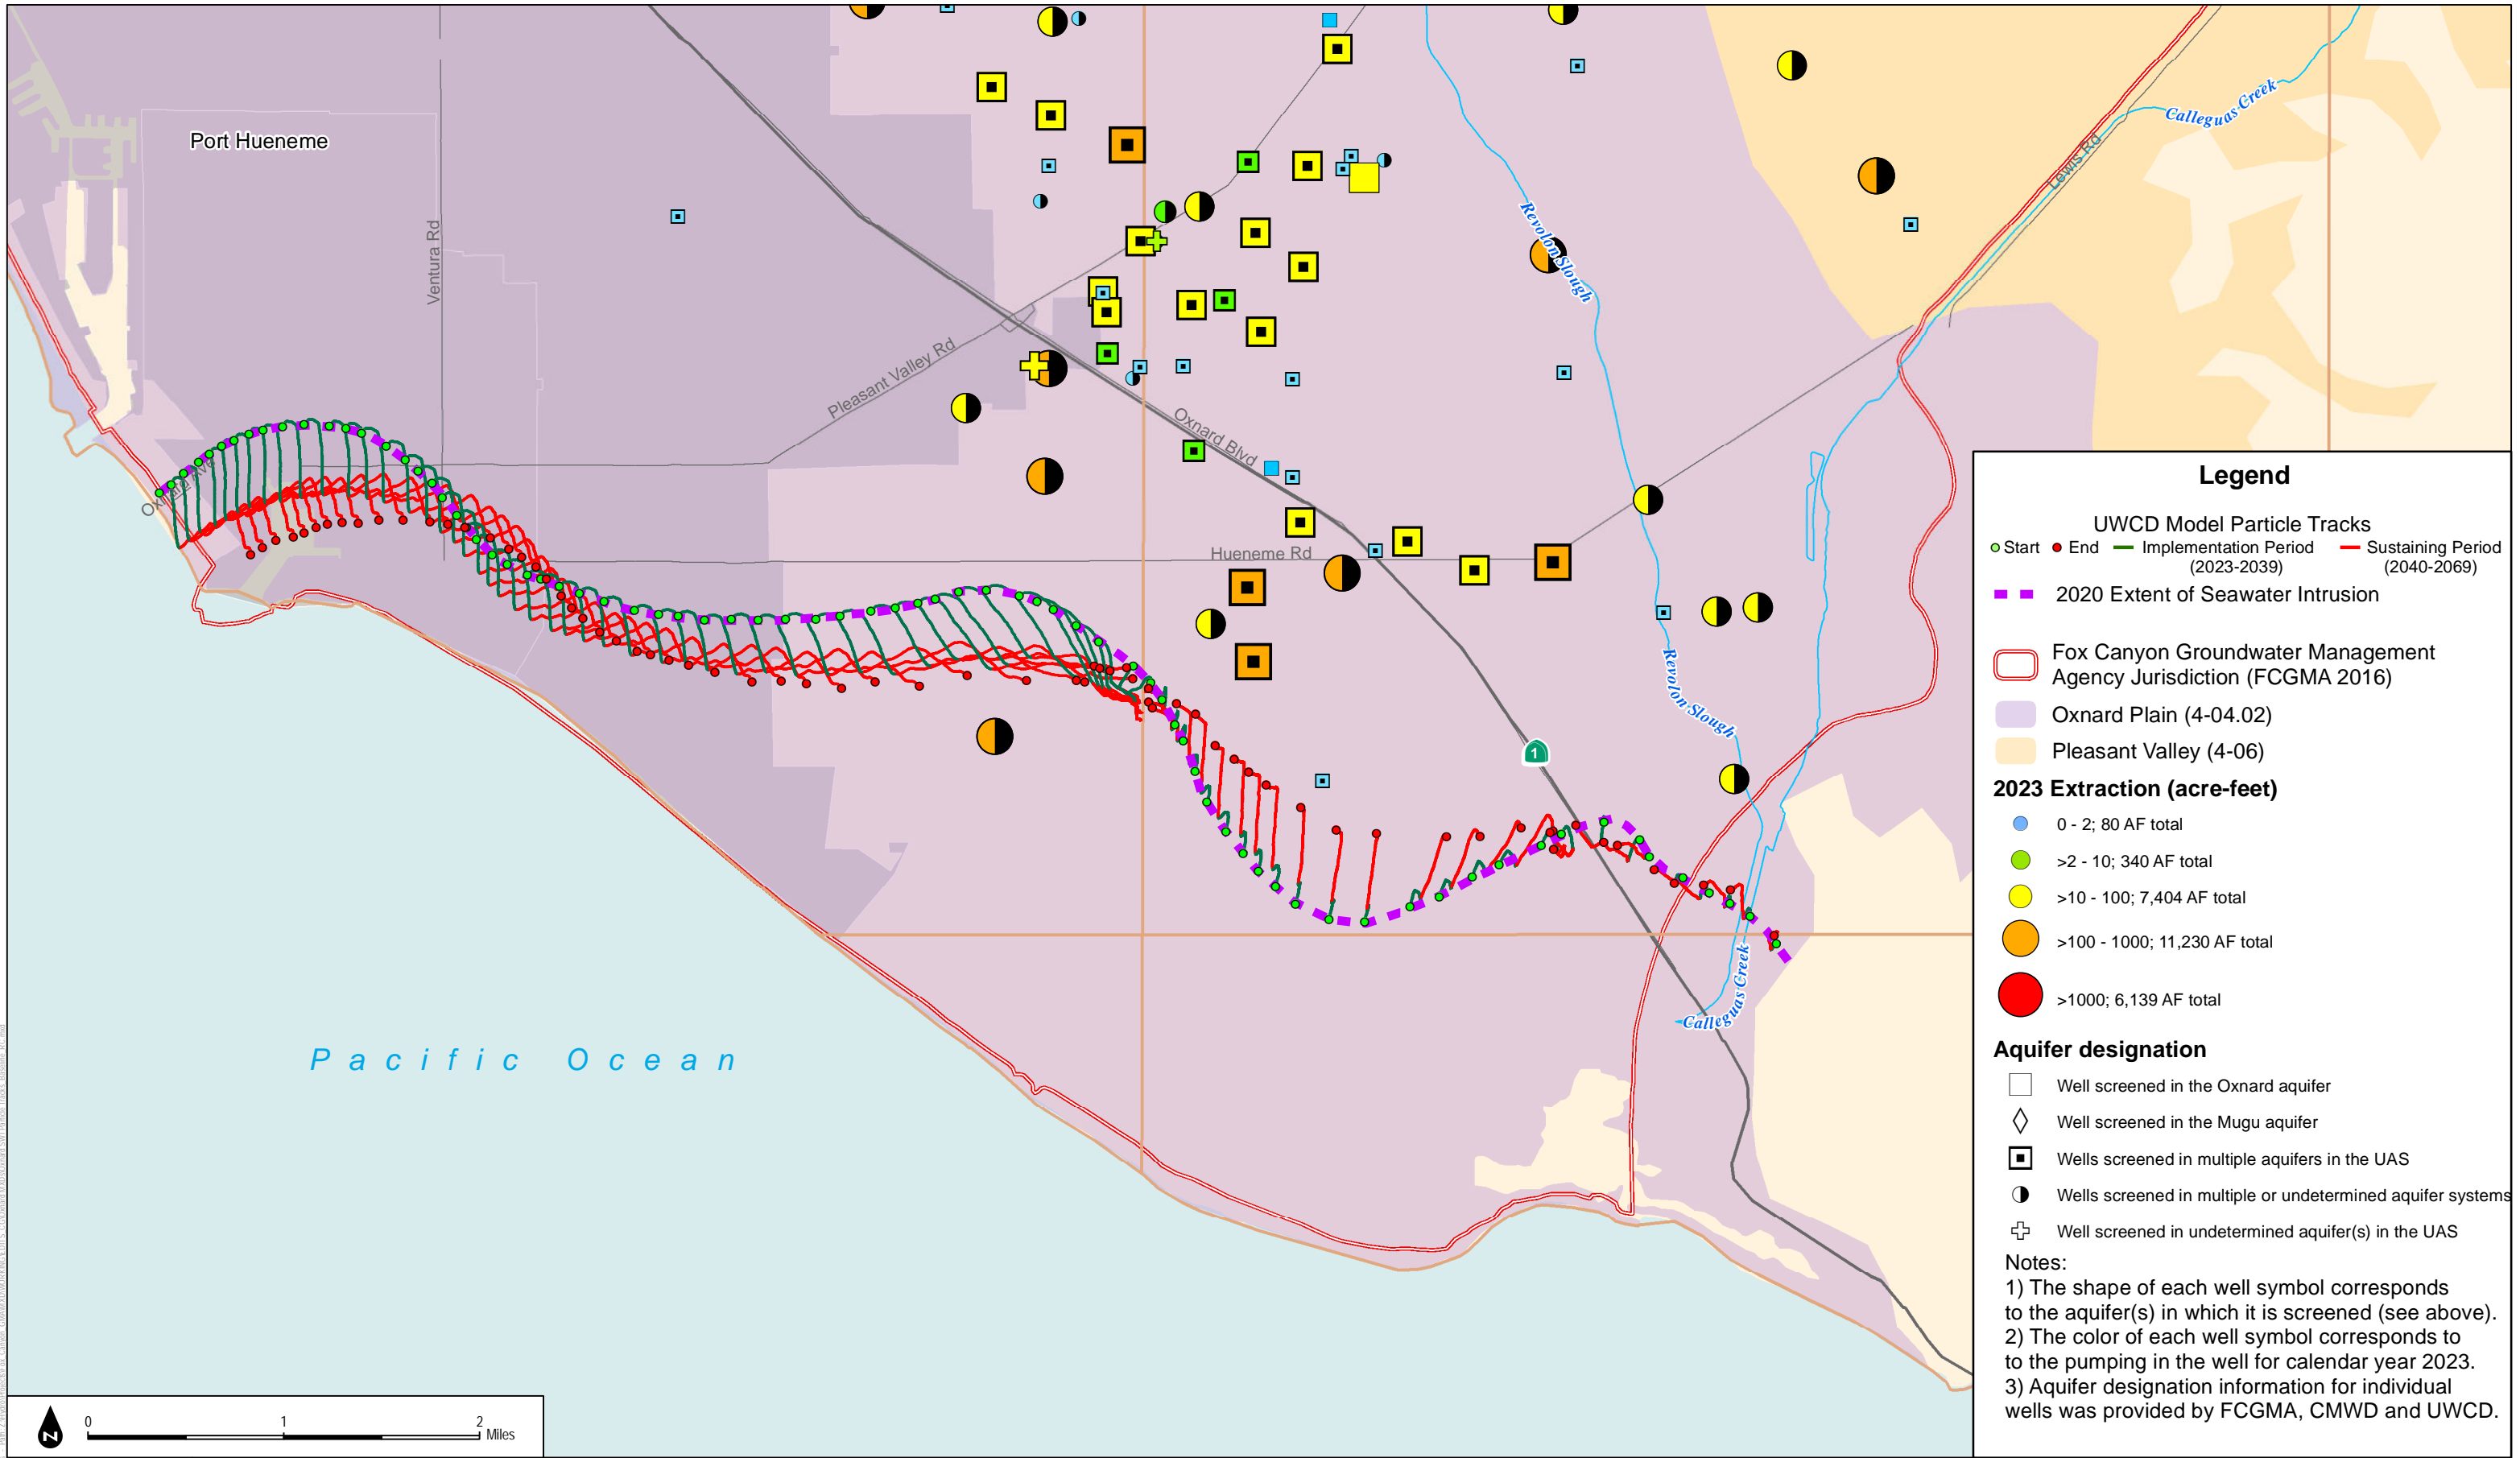 Port Hueneme
Ventura Rd
Oxnard Ave
Pleasant Valley Rd
Oxnard Blvd
Hueneme Rd
Revolon Slough
Revolon Slough
Calleguas Creek
Lewis Rd
1
Calleguas Creek
Pacific Ocean
N
0 1 2
Miles
Legend
UWCD Model Particle Tracks
Start End Implementation Period Sustaining Period
(2023-2039) (2040-2069)
2020 Extent of Seawater Intrusion
Fox Canyon Groundwater Management
Agency Jurisdiction (FCGMA 2016)
Oxnard Plain (4-04.02)
Pleasant Valley (4-06)
2023 Extraction (acre-feet)
0 - 2; 80 AF total
>2 - 10; 340 AF total
>10 - 100; 7,404 AF total
>100 - 1000; 11,230 AF total
>1000; 6,139 AF total
Aquifer designation
Well screened in the Oxnard aquifer
Well screened in the Mugu aquifer
Wells screened in multiple aquifers in the UAS
Wells screened in multiple or undetermined aquifer systems
Well screened in undetermined aquifer(s) in the UAS
Notes:
1) The shape of each well symbol corresponds
to the aquifer(s) in which it is screened (see above).
2) The color of each well symbol corresponds to
to the pumping in the well for calendar year 2023.
3) Aquifer designation information for individual
wells was provided by FCGMA, CMWD and UWCD.